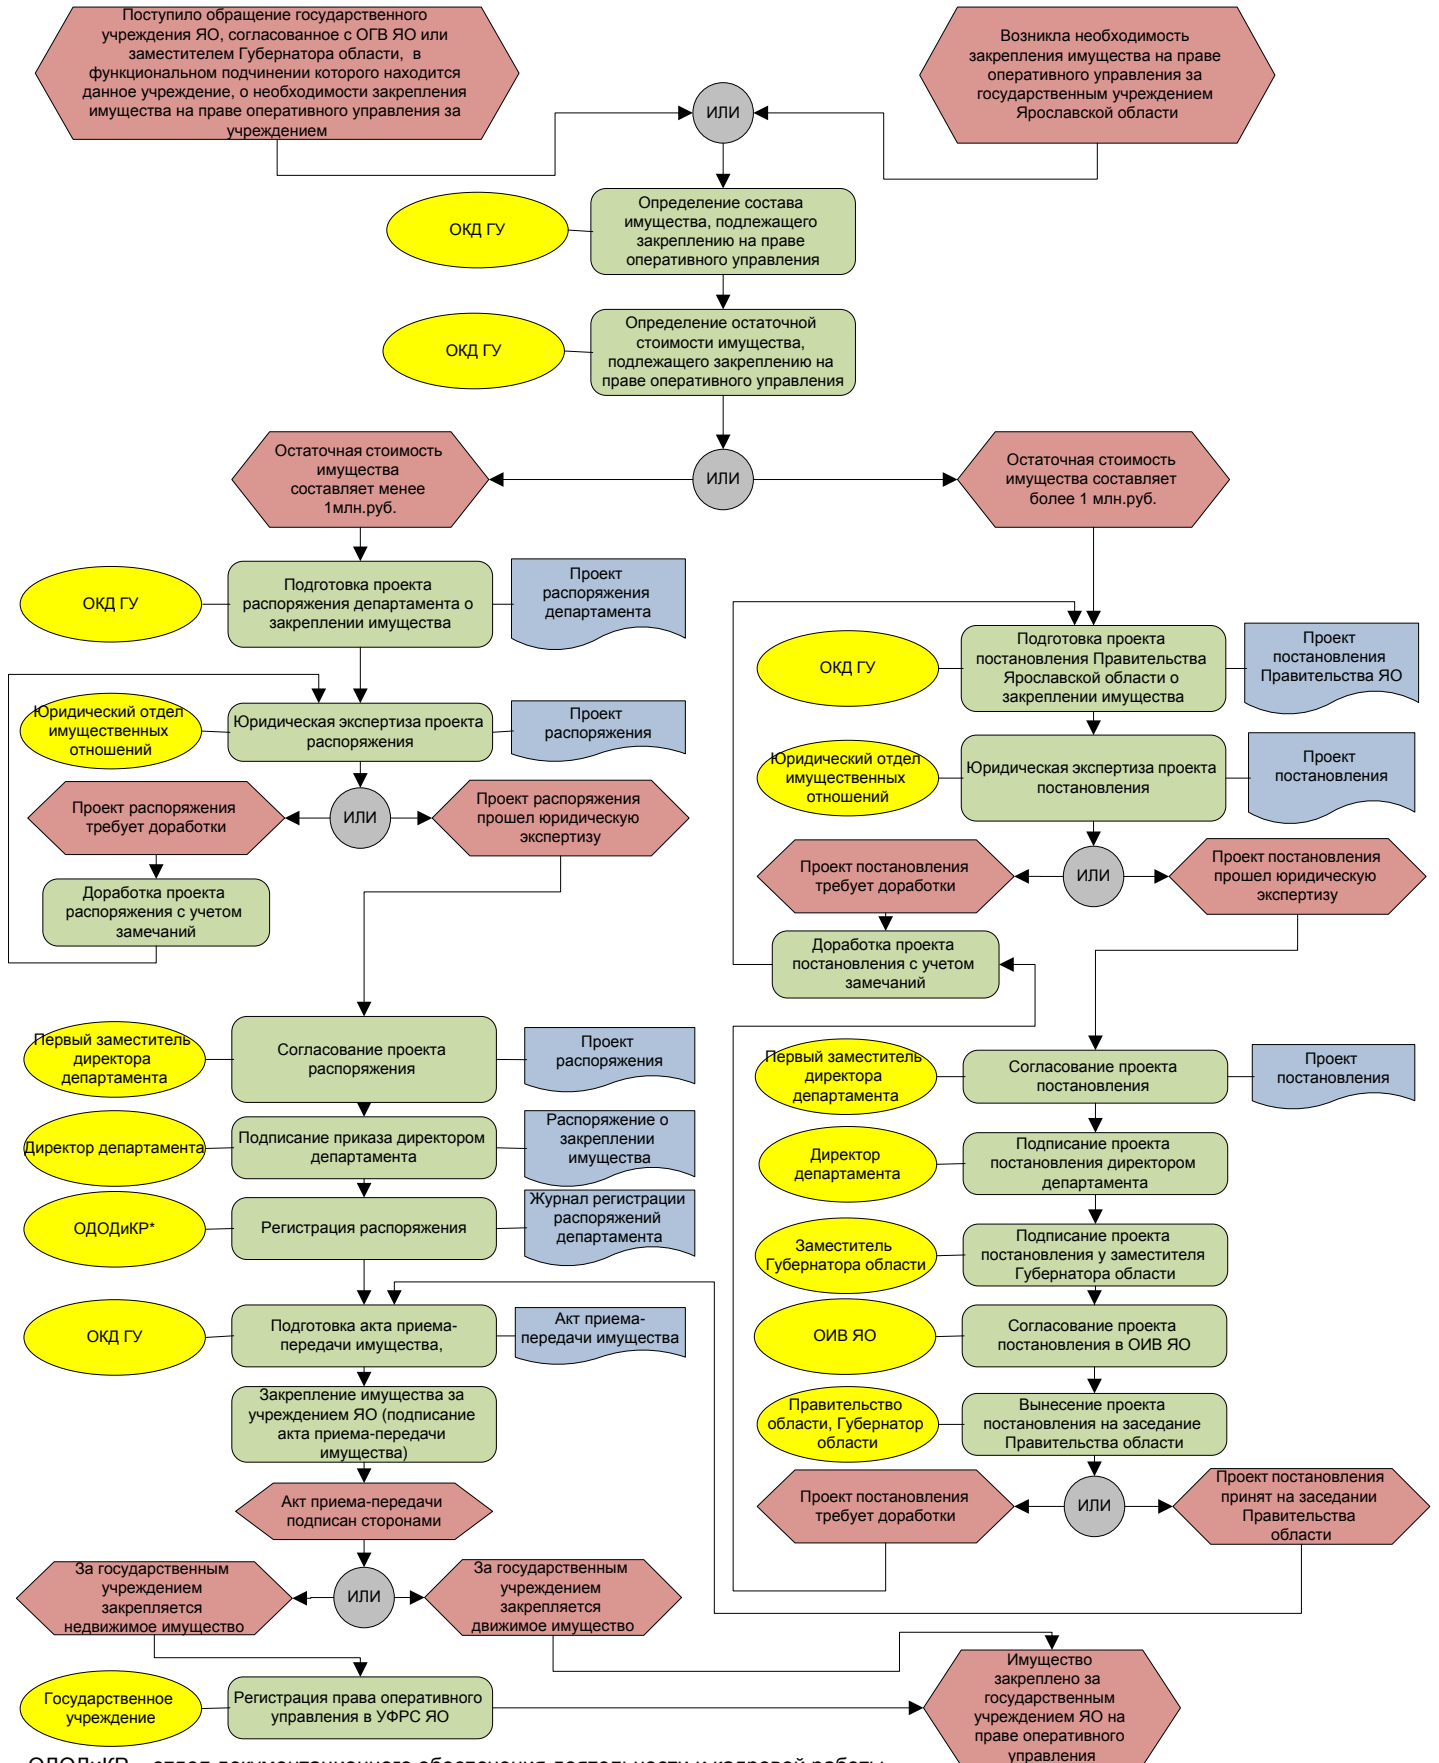 Поступило обращение государственного
учреждения ЯО, согласованное с ОГВ ЯО или
заместителем Губернатора области, в
функциональном подчинении которого находится
данное учреждение, о необходимости закрепления
имущества на праве оперативного управления за
учреждением
Возникла необходимость
закрепления имущества на праве
оперативного управления за
государственным учреждением
Ярославской области
ИЛИ
ОКД ГУ
Определение состава
имущества, подлежащего
закреплению на праве
оперативного управления
ОКД ГУ
Определение остаточной
стоимости имущества,
подлежащего закреплению на
праве оперативного управления
Остаточная стоимость
имущества
составляет менее
1млн.руб.
ИЛИ
Остаточная стоимость
имущества составляет
более 1 млн.руб.
ОКД ГУ
Подготовка проекта
распоряжения департамента о
закреплении имущества
Проект
распоряжения
департамента
Юридический отдел
имущественных
отношений
Юридическая экспертиза проекта
распоряжения
Проект
распоряжения
Проект распоряжения
требует доработки
ИЛИ
Проект распоряжения
прошел юридическую
экспертизу
Доработка проекта
распоряжения с учетом
замечаний
Первый заместитель
директора
департамента
Согласование проекта
распоряжения
Проект
распоряжения
Директор департамента
Подписание приказа директором
департамента
Распоряжение о
закреплении
имущества
ОДОДиКР*
Регистрация распоряжения
Журнал регистрации
распоряжений
департамента
ОКД ГУ
Подготовка акта приема-
передачи имущества,
Акт приема-
передачи имущества
Закрепление имущества за
учреждением ЯО (подписание
акта приема-передачи
имущества)
Акт приема-передачи
подписан сторонами
За государственным
учреждением
закрепляется
недвижимое имущество
ИЛИ
За государственным
учреждением
закрепляется
движимое имущество
Государственное
учреждение
Регистрация права оперативного
управления в УФРС ЯО
ОКД ГУ
Подготовка проекта
постановления Правительства
Ярославской области о
закреплении имущества
Проект
постановления
Правительства ЯО
Юридический отдел
имущественных
отношений
Юридическая экспертиза проекта
постановления
Проект
постановления
Проект постановления
требует доработки
ИЛИ
Проект постановления
прошел юридическую
экспертизу
Доработка проекта
постановления с учетом
замечаний
Первый заместитель
директора
департамента
Согласование проекта
постановления
Проект
постановления
Директор
департамента
Подписание проекта
постановления директором
департамента
Заместитель
Губернатора области
Подписание проекта
постановления у заместителя
Губернатора области
ОИВ ЯО
Согласование проекта
постановления в ОИВ ЯО
Правительство
области, Губернатор
области
Вынесение проекта
постановления на заседание
Правительства области
Проект постановления
требует доработки
ИЛИ
Проект постановления
принят на заседании
Правительства
области
Имущество
закреплено за
государственным
учреждением ЯО на
праве оперативного
управления